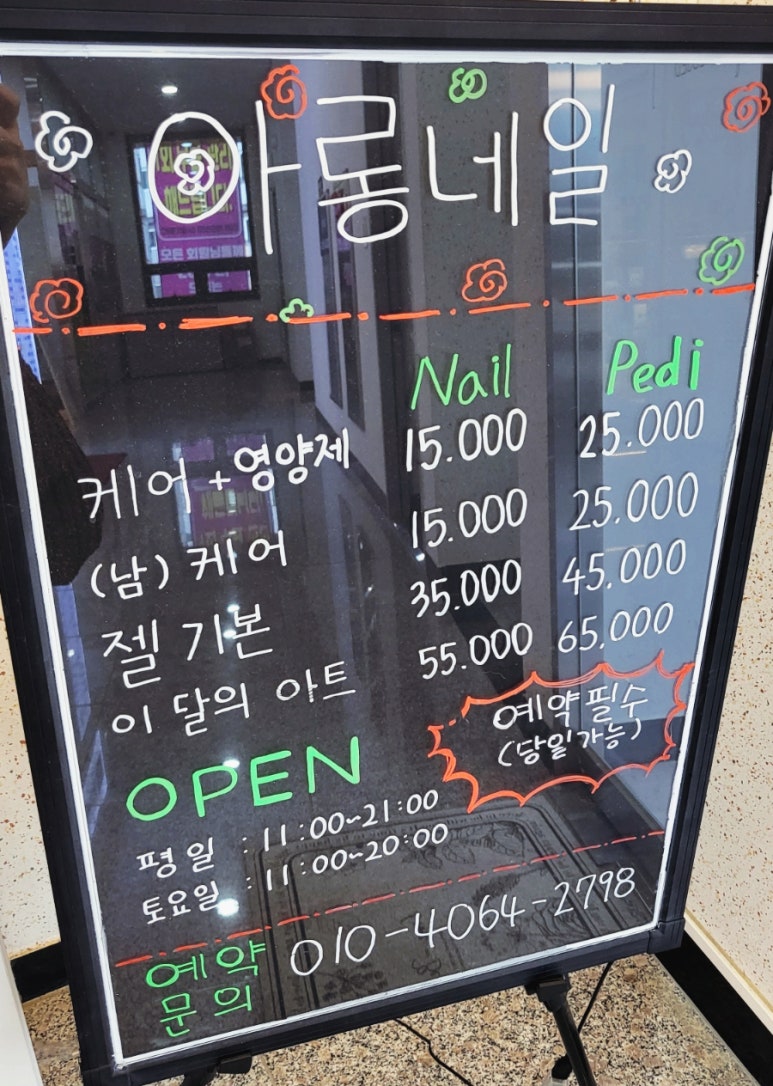 아롱네일
Nail Pedi
케어+영양제 15.000 25.000
(남) 케어 15.000 25.000
젤 기본 35.000 45.000
이 달의 아트 55.000 65.000
예약필수
(당일가능)
OPEN
평일 : 11:00~21:00
토요일 : 11:00~20:00
예약
문의 010-4064-2798